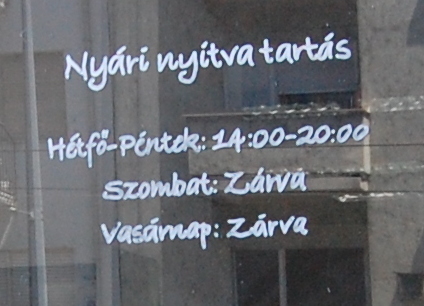 Nyári nyitva tartás
Hétfő-Péntek: 14:00-20:00
Szombat: Zárva
Vasárnap: Zárva